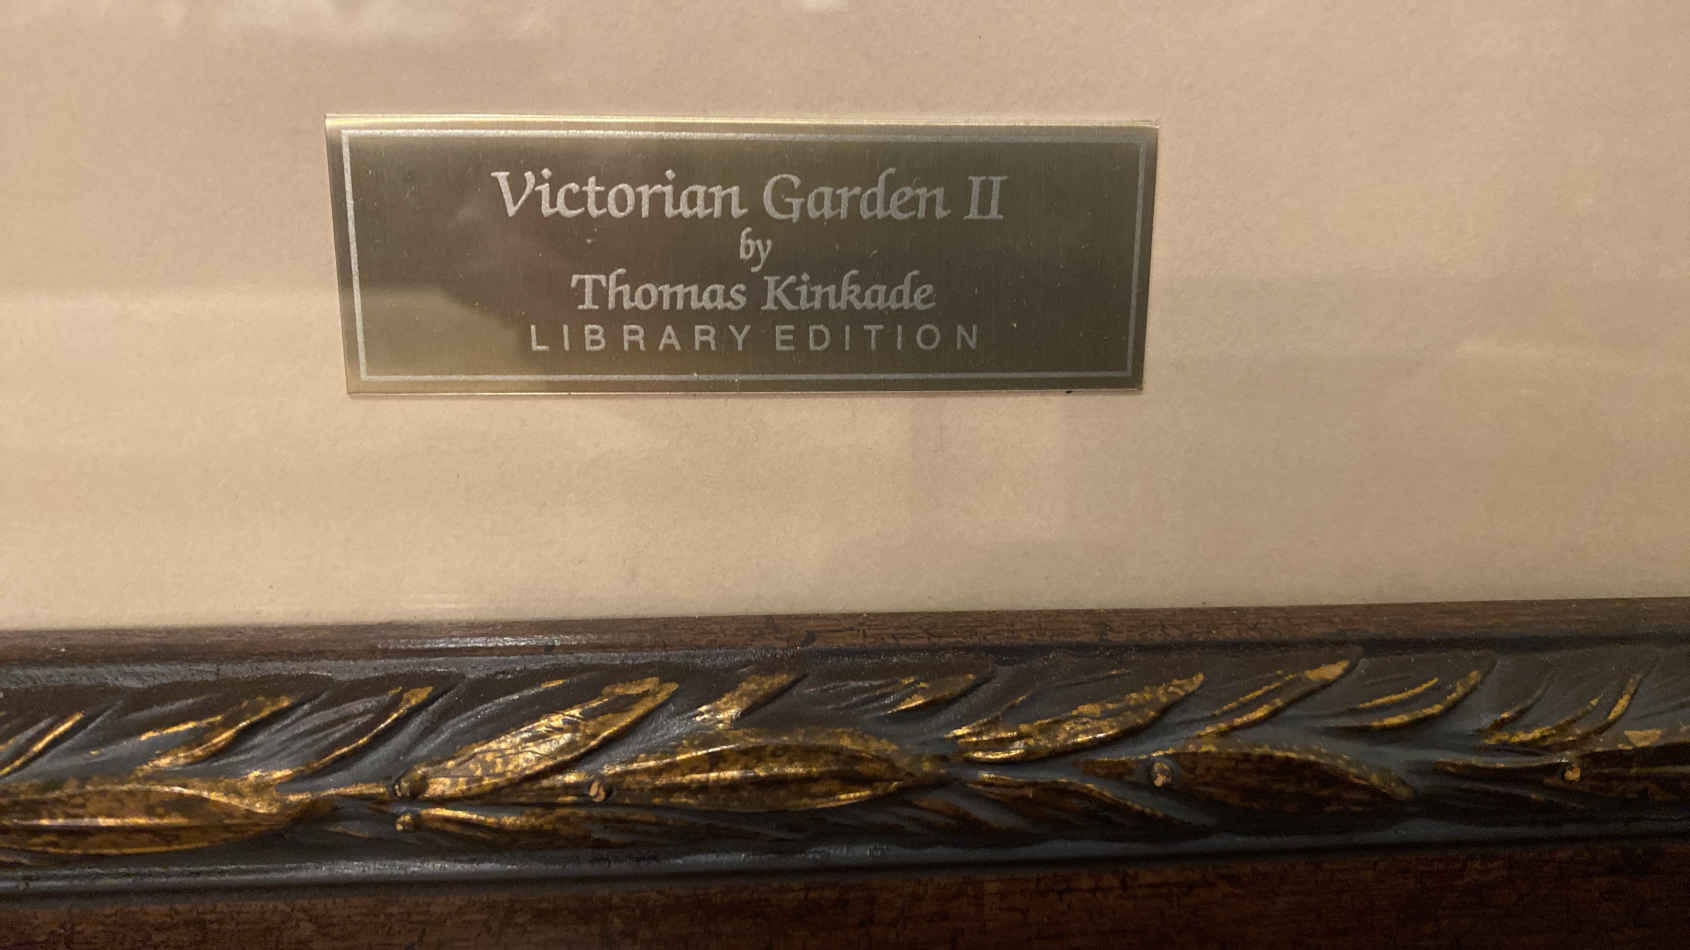 Victorian Garden II
by
Thomas Kinkade
LIBRARY EDITION